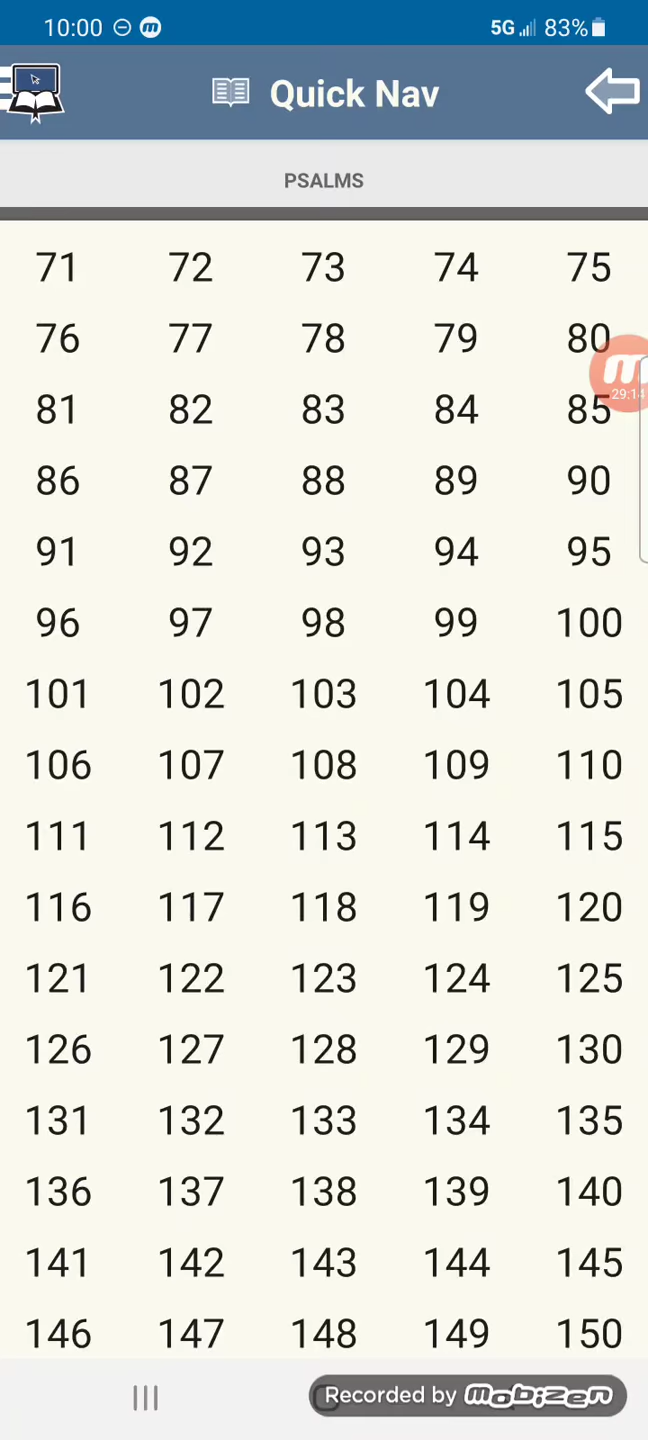 10:00 m 5G 83%
Quick Nav
PSALMS
71 72 73 74 75
76 77 78 79 80
m
29:14
81 82 83 84 85
86 87 88 89 90
91 92 93 94 95
96 97 98 99 100
101 102 103 104 105
106 107 108 109 110
111 112 113 114 115
116 117 118 119 120
121 122 123 124 125
126 127 128 129 130
131 132 133 134 135
136 137 138 139 140
141 142 143 144 145
146 147 148 149 150
Recorded by mobizen